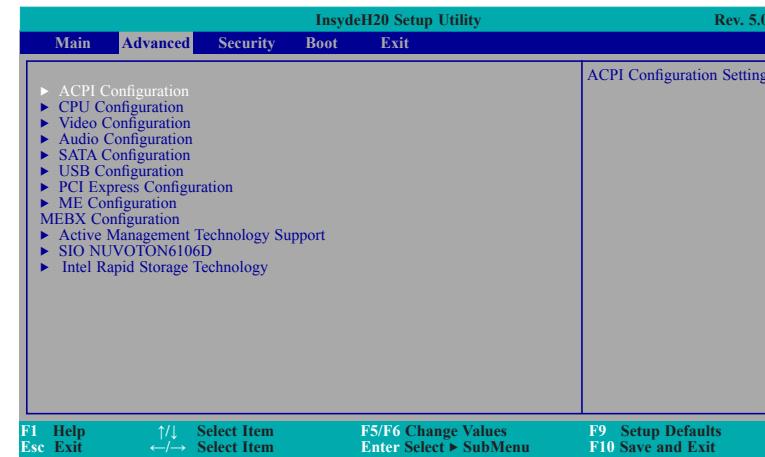 InsydeH20 Setup Utility Rev. 5.0
Main Advanced Security Boot Exit
► ACPI Configuration
► CPU Configuration
► Video Configuration
► Audio Configuration
► SATA Configuration
► USB Configuration
► PCI Express Configuration
► ME Configuration
MEBX Configuration
► Active Management Technology Support
► SIO NUVOTON6106D
► Intel Rapid Storage Technology
ACPI Configuration Setting
F1 Help ↑/↓ Select Item F5/F6 Change Values F9 Setup Defaults
Esc Exit ←/→ Select Item Enter Select ► SubMenu F10 Save and Exit